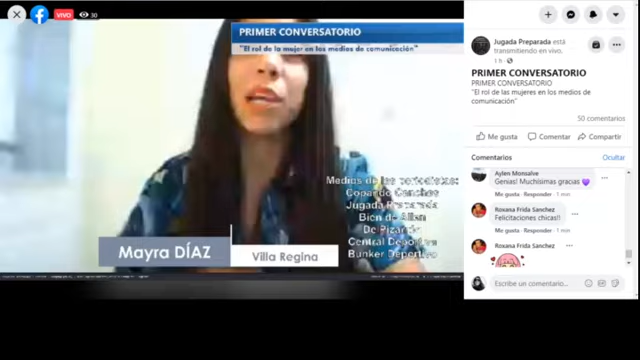 VIVO
30
PRIMER CONVERSATORIO
"El rol de la mujer en los medios de comunicación"
Medios de las periodistas:
Copando Canchas
Jugada Preparada
Bien de Allan
De Pizarrón
Central Deportiva
Bunker Deportivo
Mayra DÍAZ
Villa Regina
Jugada Preparada está
transmitiendo en vivo.
1 h
PRIMER CONVERSATORIO
PRIMER CONVERSATORIO
"El rol de las mujeres en los medios de
comunicación"
50 comentarios
Me gusta
Comentar
Compartir
Comentarios
Ocultar
Aylén Monsalve
Genias! Muchísimas gracias 💜
Me gusta · Responder · 1 min
Roxana Frida Sanchez
Felicitaciones chicas!!
Me gusta · Responder · 1 min
Roxana Frida Sanchez
Escribe un comentario...